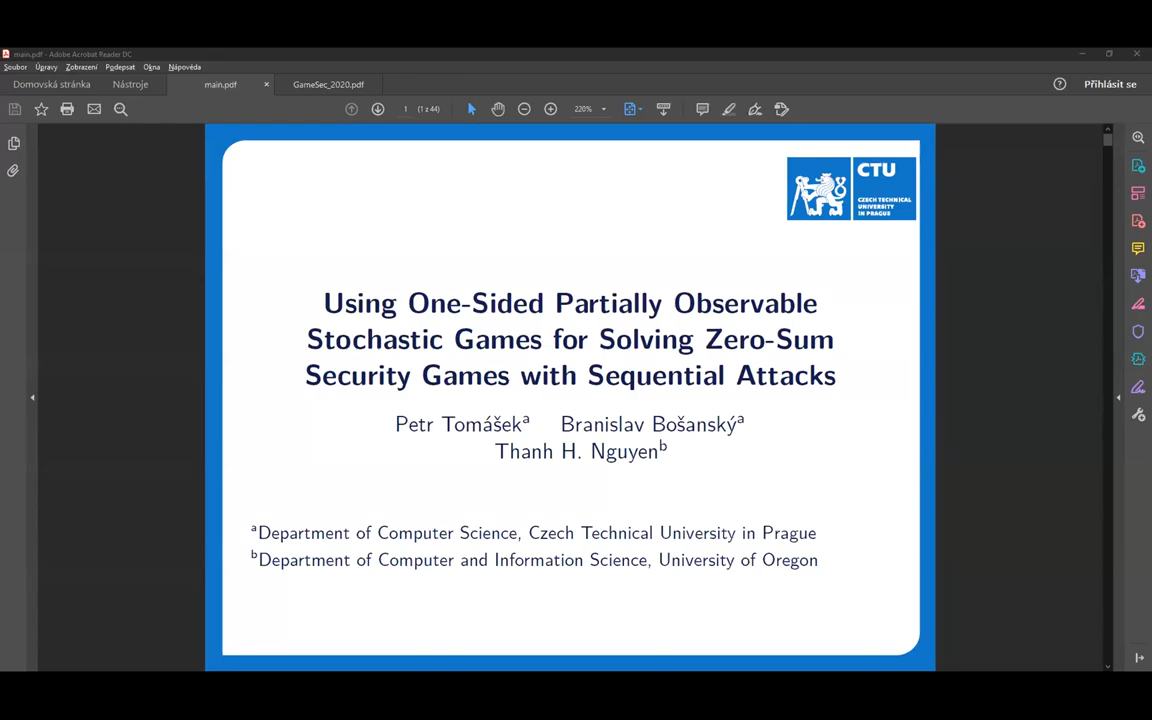 main.pdf - Adobe Acrobat Reader DC
Soubor Úpravy Zobrazení Podepsat Okna Nápověda
Domovská stránka Nástroje main.pdf × GameSec_2020.pdf Přihlásit se
1 (1 z 44) 220%
CTU
CZECH TECHNICAL
UNIVERSITY
IN PRAGUE
Using One-Sided Partially Observable
Stochastic Games for Solving Zero-Sum
Security Games with Sequential Attacks
Petr Tomášekᵃ Branislav Bošanskýᵃ
Thanh H. Nguyenᵇ
ᵃDepartment of Computer Science, Czech Technical University in Prague
ᵇDepartment of Computer and Information Science, University of Oregon